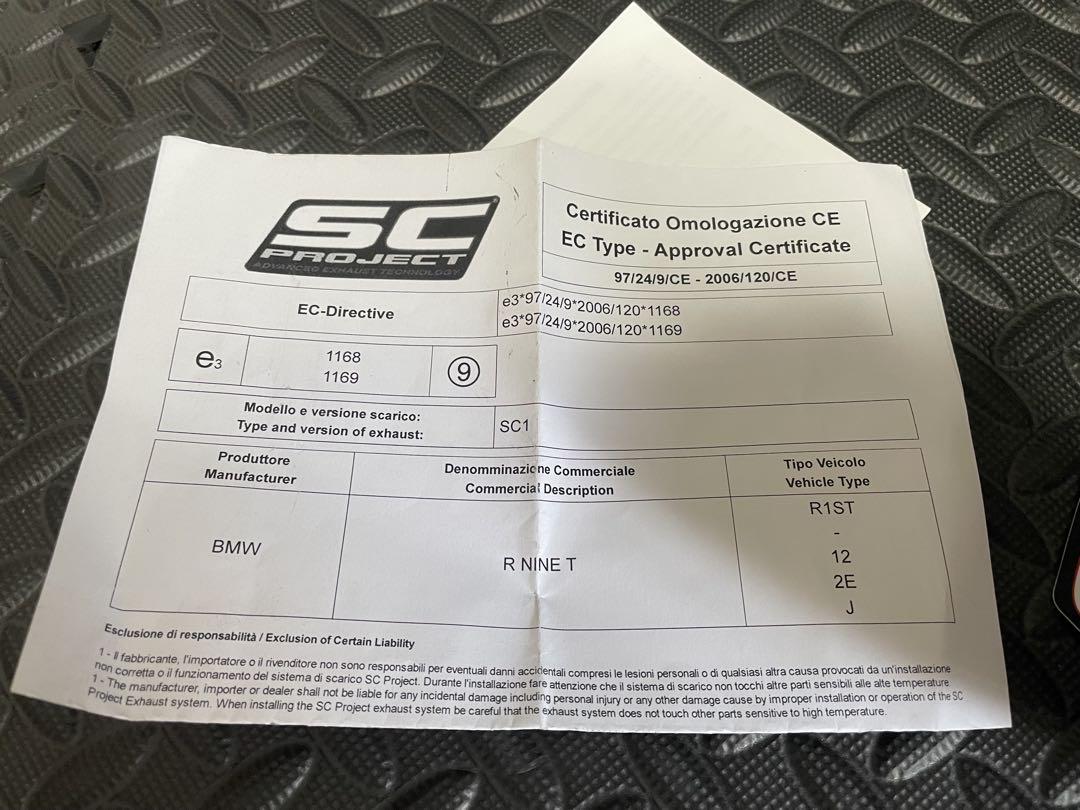 SC
PROJECT
ADVANCED EXHAUST TECHNOLOGY
Certificato Omologazione CE
EC Type - Approval Certificate
97/24/9/CE - 2006/120/CE
EC-Directive
e3*97/24/9*2006/120*1168
e3*97/24/9*2006/120*1169
e3
1168
1169
9
Modello e versione scarico:
Type and version of exhaust:
SC1
Produttore
Manufacturer
Denomminazione Commerciale
Commercial Description
Tipo Veicolo
Vehicle Type
BMW
R NINE T
R1ST
-
12
2E
J
Esclusione di responsabilità / Exclusion of Certain Liability
1 - Il fabbricante, l'importatore o il rivenditore non sono responsabili per eventuali danni accidentali compresi le lesioni personali o di qualsiasi altra causa provocati da un'installazione
non corretta o il funzionamento del sistema di scarico SC Project. Durante l'installazione fare attenzione che il sistema di scarico non tocchi altre parti sensibili alle alte temperature
1 - The manufacturer, importer or dealer shall not be liable for any incidental damage including personal injury or any other damage cause by improper installation or operation of the SC
Project Exhaust system. When installing the SC Project exhaust system be careful that the exhaust system does not touch other parts sensitive to high temperature.